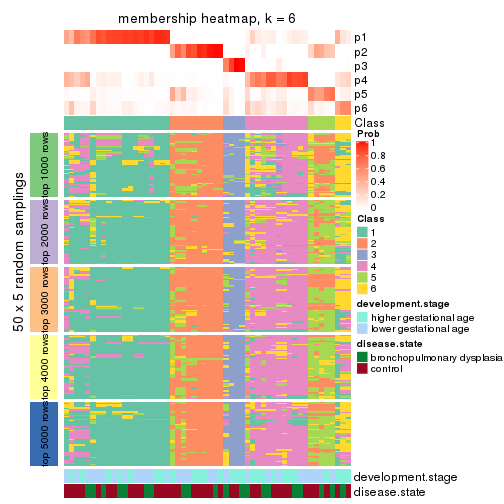 membership heatmap, k = 6
p1
p2
p3
p4
p5
p6
Class
50 x 5 random samplings
top 1000 rows
top 2000 rows
top 3000 rows
top 4000 rows
top 5000 rows
Prob
1
0.8
0.6
0.4
0.2
0
Class
1
2
3
4
5
6
development.stage
higher gestational age
lower gestational age
disease.state
bronchopulmonary dysplasia
control
development.stage
disease.state